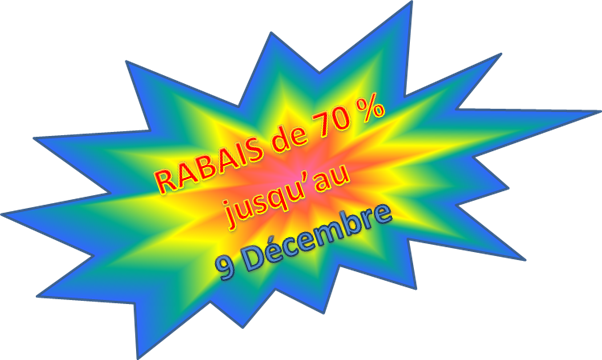 RABAIS de 70 %
jusqu'au
9 Décembre